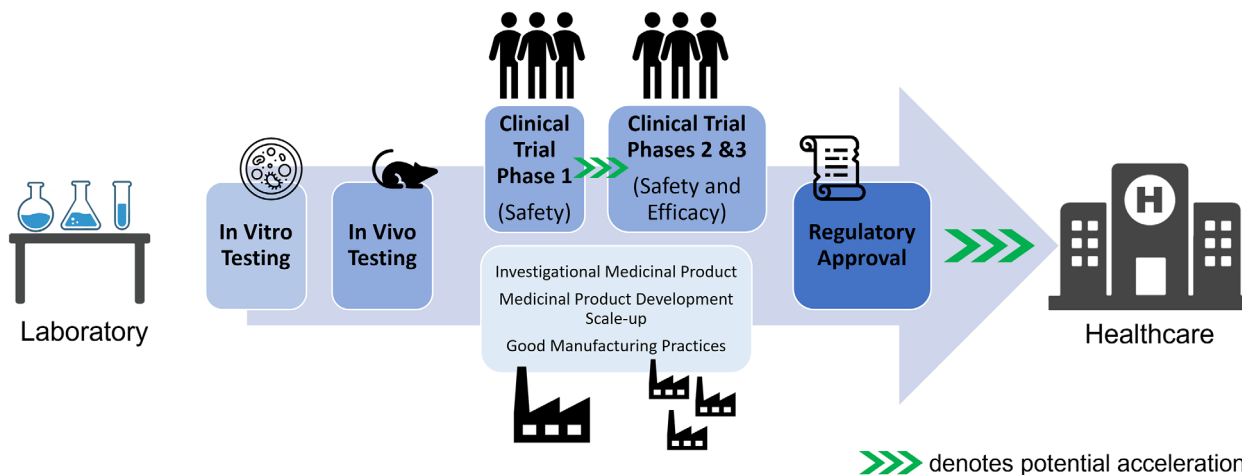 Laboratory
In Vitro
Testing
In Vivo
Testing
Clinical
Trial
Phase 1
(Safety)
Clinical Trial
Phases 2 &3
(Safety and
Efficacy)
Investigational Medicinal Product
Medicinal Product Development
Scale-up
Good Manufacturing Practices
Regulatory
Approval
H
Healthcare
denotes potential acceleration